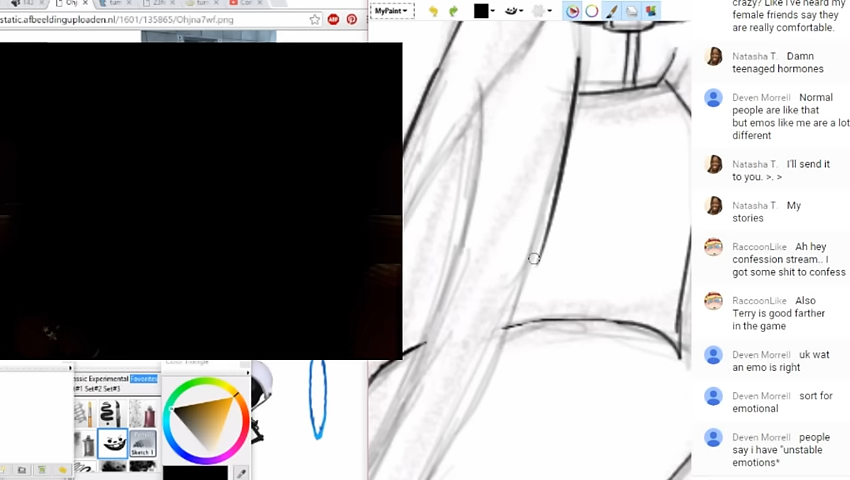 static.afbeeldinguploaden.nl/1601/135865/Ohjna7wf.png
MyPaint
crazy? Like I've heard my
female friends say they
are really comfortable.
Natasha T. Damn
teenaged hormones
Deven Morrell Normal
people are like that
but emos like me are a lot
different
Natasha T. I'll send it
to you. >. >
Natasha T. My
stories
RaccoonLike Ah hey
confession stream.. I
got some shit to confess
RaccoonLike Also
Terry is good farther
in the game
Deven Morrell uk wat
an emo is right
Deven Morrell sort for
emotional
Deven Morrell people
say i have "unstable
emotions*
Experimental Favorites
#1 Set#2 Set#3
Color Triangle
Sketch 1